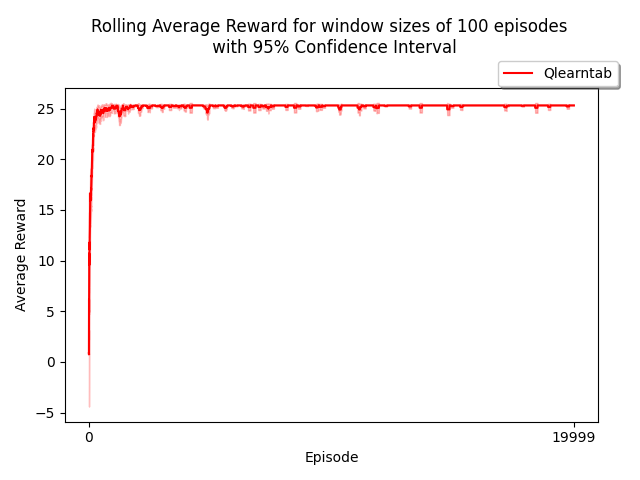 Rolling Average Reward for window sizes of 100 episodes
with 95% Confidence Interval
Qlearntab
25
20
15
10
5
0
−5
Average Reward
0
19999
Episode